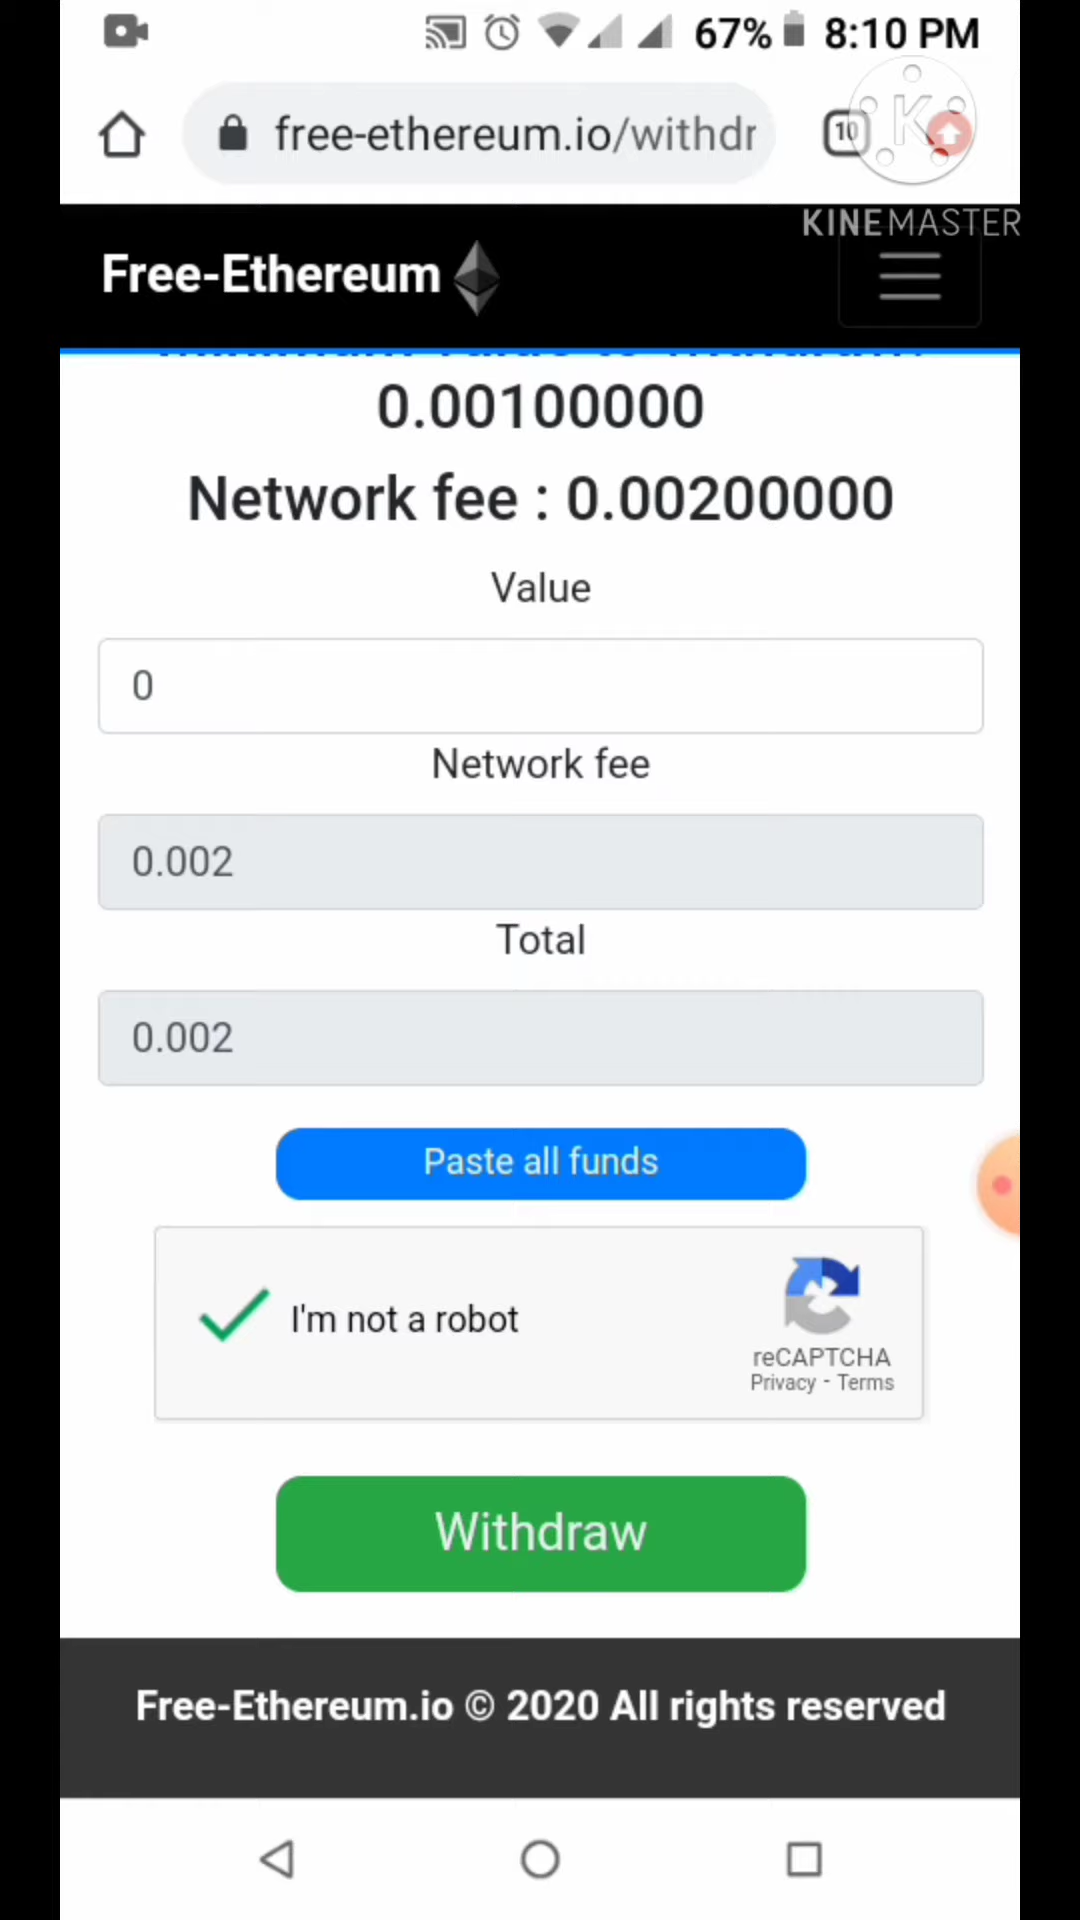 67% 8:10 PM
free-ethereum.io/withdr
10
K
KINEMASTER
Free-Ethereum
0.00100000
Network fee : 0.00200000
Value
0
Network fee
0.002
Total
0.002
Paste all funds
I'm not a robot
reCAPTCHA
Privacy - Terms
Withdraw
Free-Ethereum.io © 2020 All rights reserved